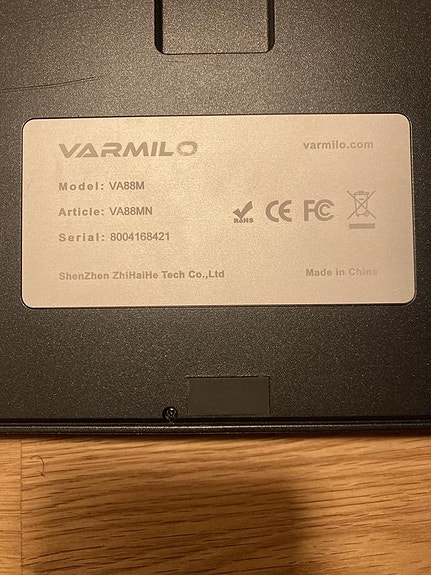 VARMILO
varmilo.com
Model: VA88M
Article: VA88MN
Serial: 8004168421
RoHS CE FC
ShenZhen ZhiHaiHe Tech Co.,Ltd
Made in China